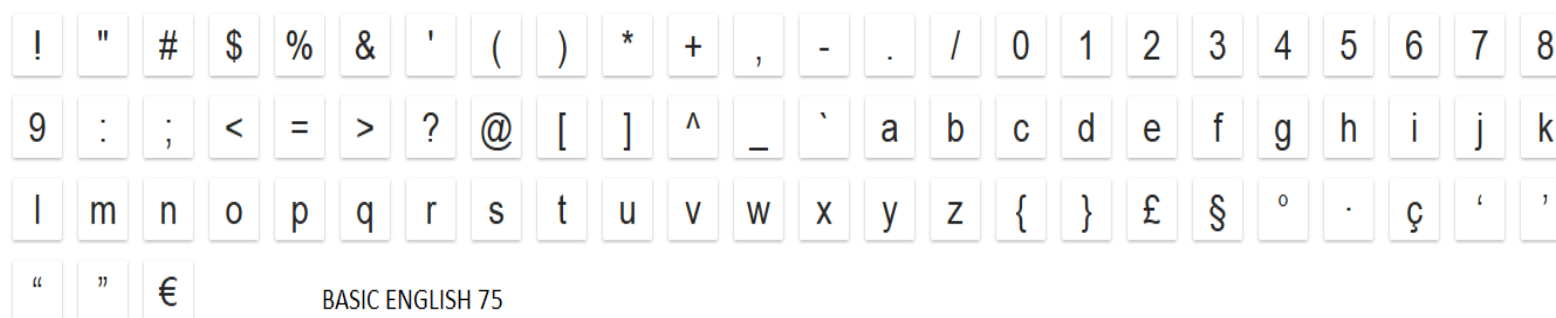 ! " # $ % & ' ( ) * + , - . / 0 1 2 3 4 5 6 7 8
9 : ; < = > ? @ [ ] ^ _ ` a b c d e f g h i j k
l m n o p q r s t u v w x y z { } £ § º · ç ‘ ’
“ ” € BASIC ENGLISH 75